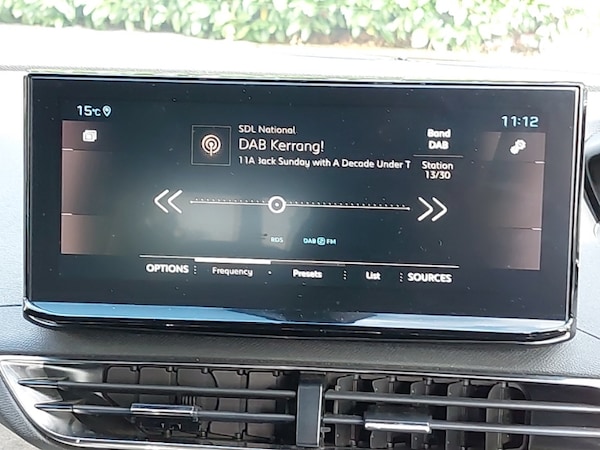 15°C
11:12
SDL National
DAB Kerrang!
11A Jack Sunday with A Decade Under T
Band
DAB
Station
13/30
RDS
DAB FM
OPTIONS
Frequency
Presets
List
SOURCES